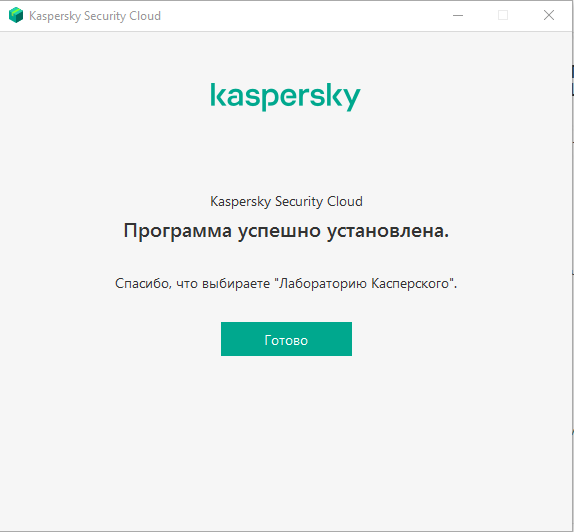 Kaspersky Security Cloud
kaspersky
Kaspersky Security Cloud
Программа успешно установлена.
Спасибо, что выбираете "Лабораторию Касперского".
Готово